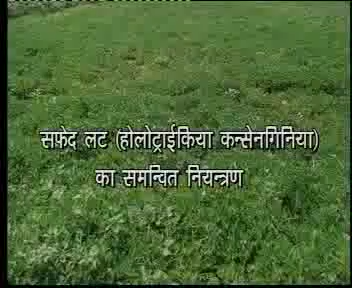 सफ़ेद लट (होलोट्राईकिया कन्सेनगिनिया)
का समन्वित नियन्त्रण